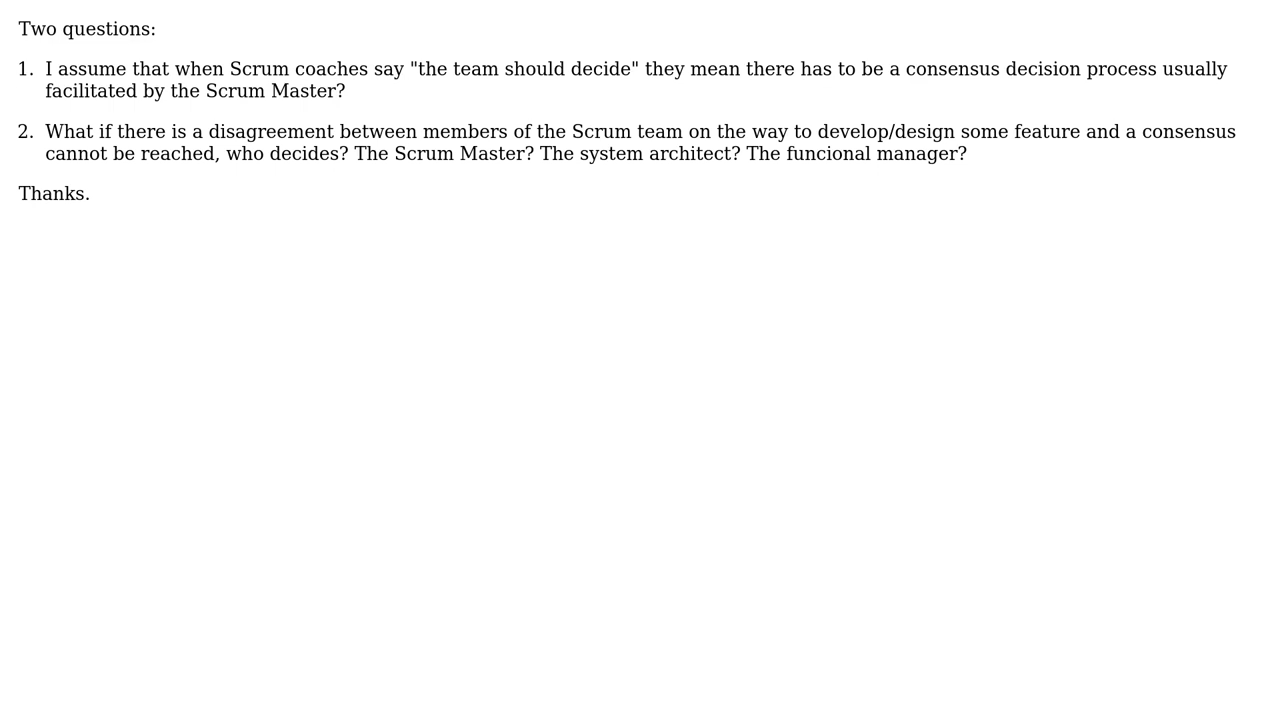 Two questions:
1. I assume that when Scrum coaches say "the team should decide" they mean there has to be a consensus decision process usually
facilitated by the Scrum Master?
2. What if there is a disagreement between members of the Scrum team on the way to develop/design some feature and a consensus
cannot be reached, who decides? The Scrum Master? The system architect? The funcional manager?
Thanks.